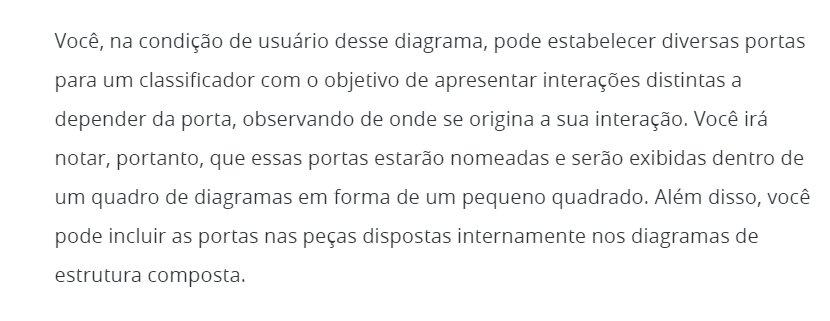 Você, na condição de usuário desse diagrama, pode estabelecer diversas portas
para um classificador com o objetivo de apresentar interações distintas a
depender da porta, observando de onde se origina a sua interação. Você irá
notar, portanto, que essas portas estarão nomeadas e serão exibidas dentro de
um quadro de diagramas em forma de um pequeno quadrado. Além disso, você
pode incluir as portas nas peças dispostas internamente nos diagramas de
estrutura composta.